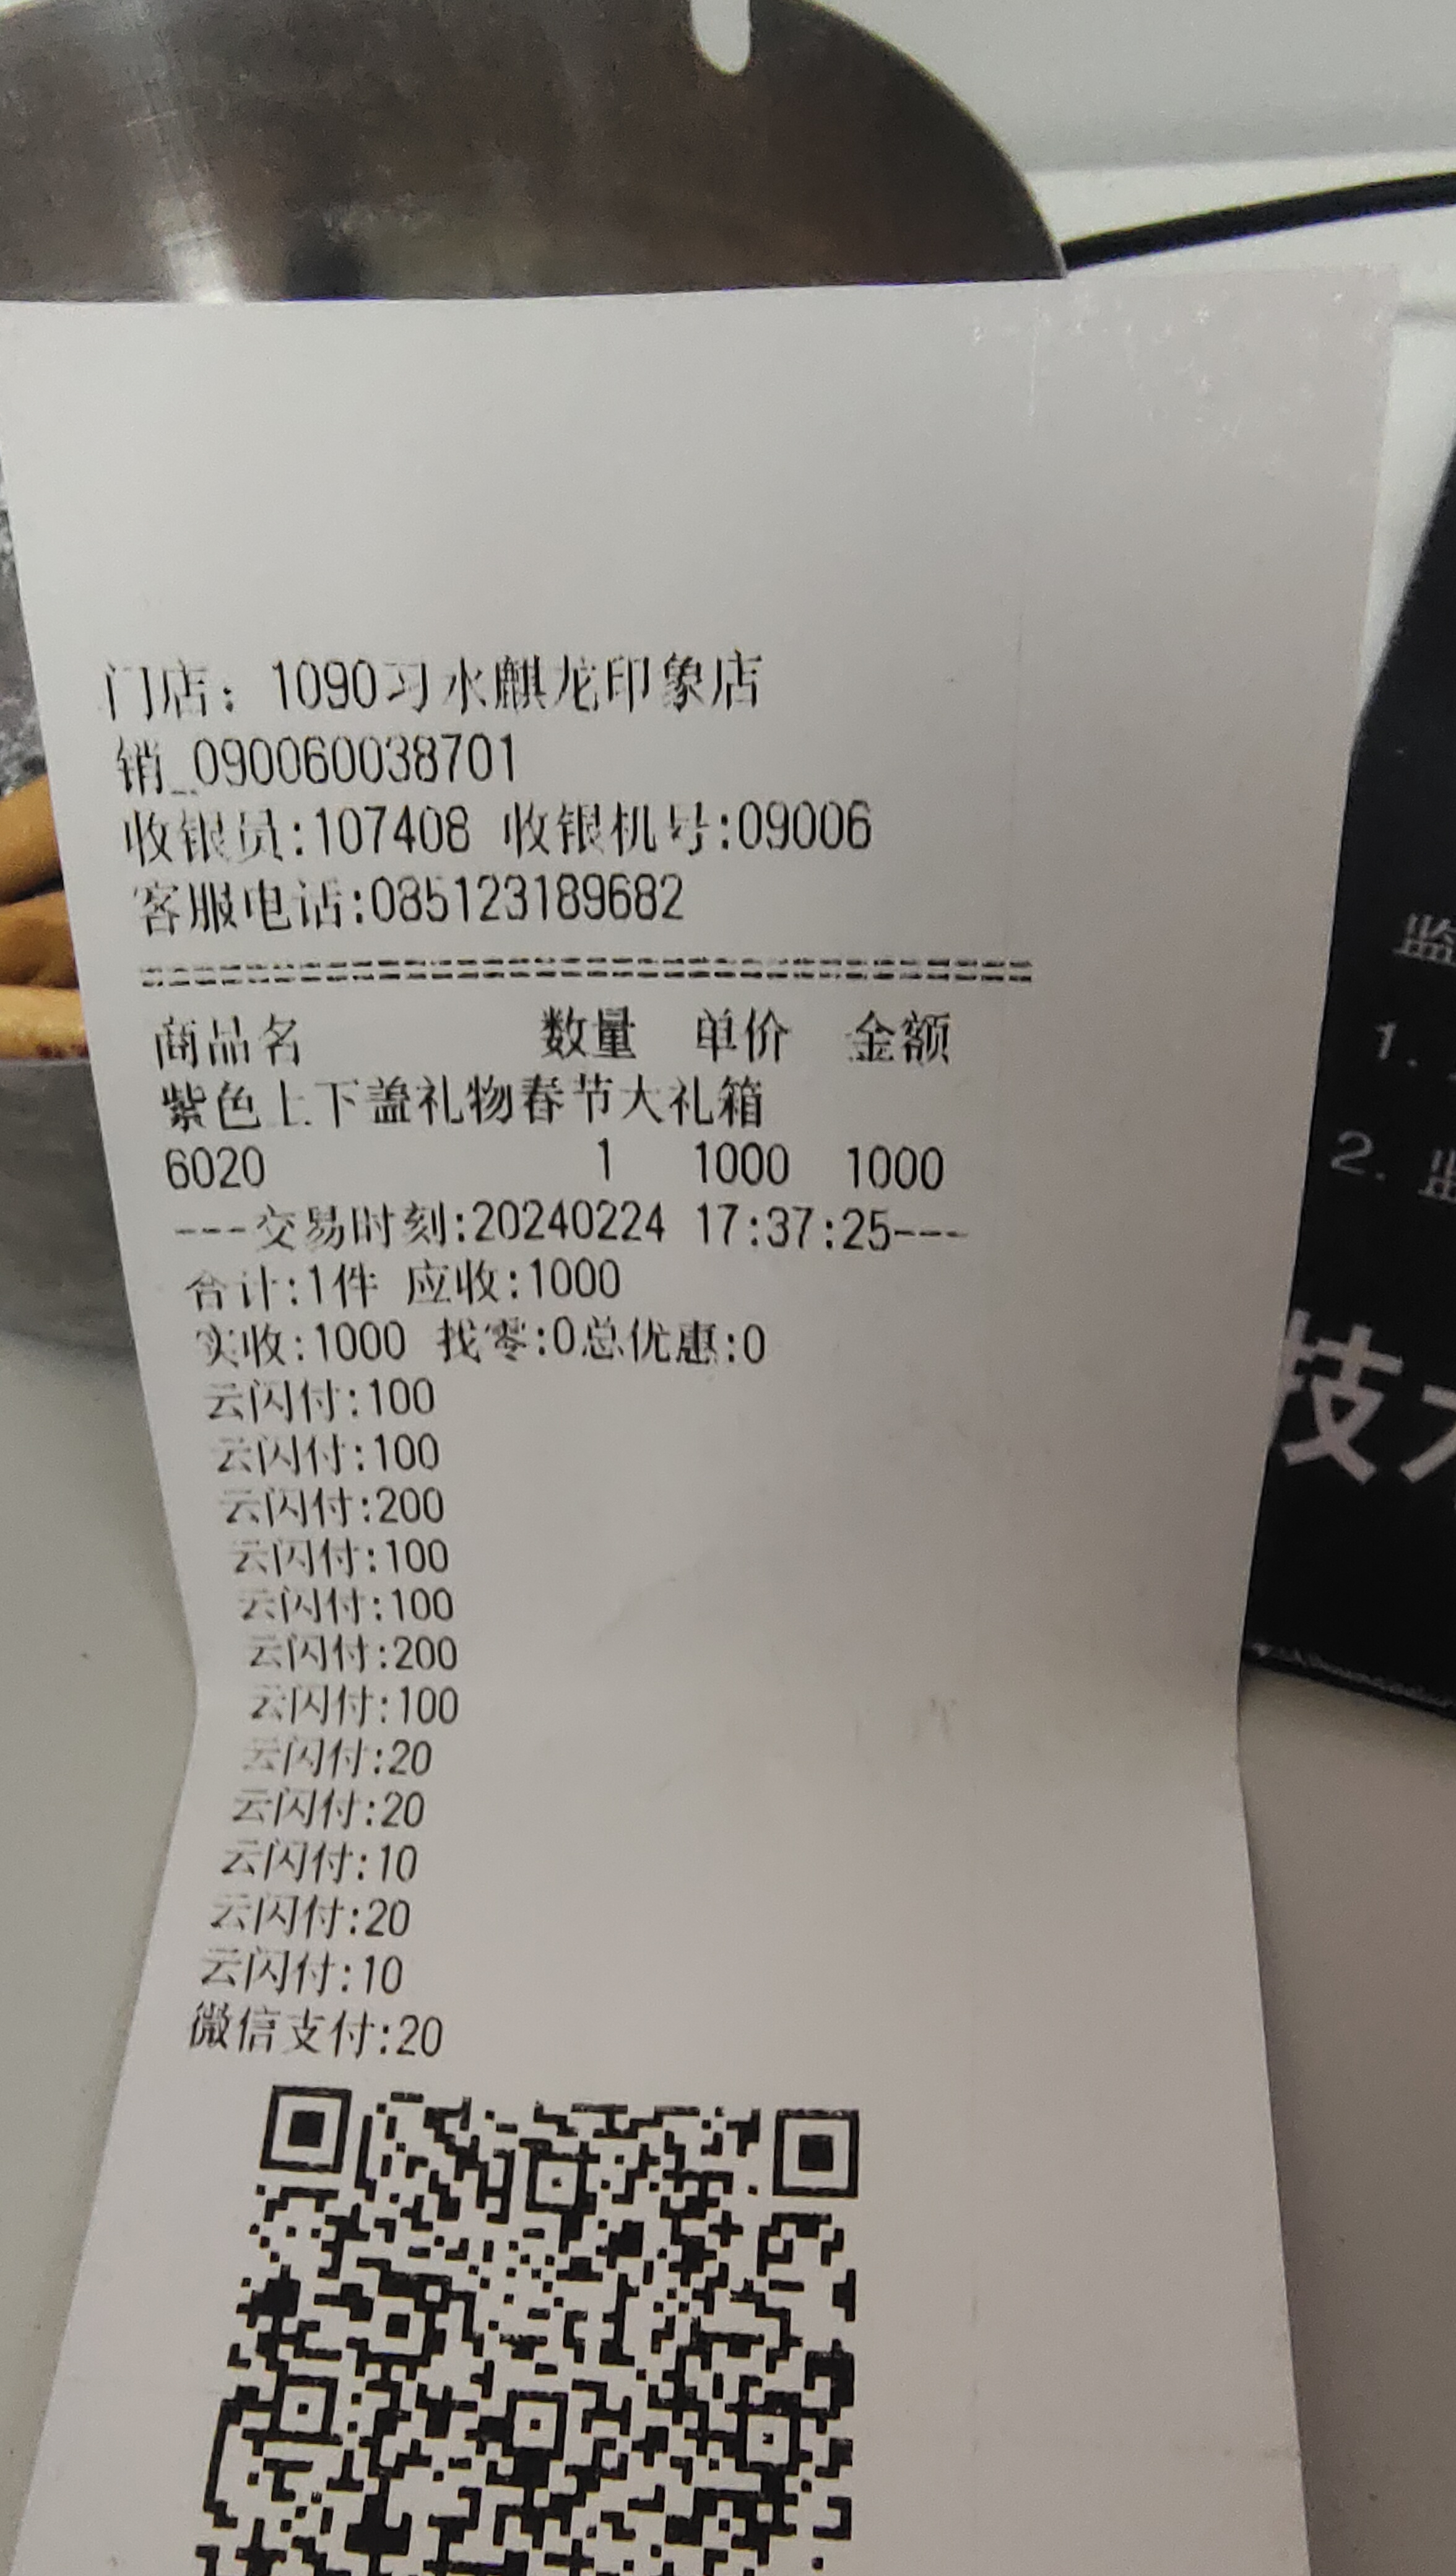 门店：1090习水麒龙印象店
销_090060038701
收银员:107408 收银机号:09006
客服电话:085123189682
商品名 数量 单价 金额
紫色上下盖礼物春节大礼箱
6020 1 1000 1000
---交易时刻:20240224 17:37:25---
合计:1件 应收:1000
实收:1000 找零:0总优惠:0
云闪付:100
云闪付:100
云闪付:200
云闪付:100
云闪付:100
云闪付:200
云闪付:100
云闪付:20
云闪付:20
云闪付:10
云闪付:20
云闪付:10
微信支付:20
监
1.
2. 监
技